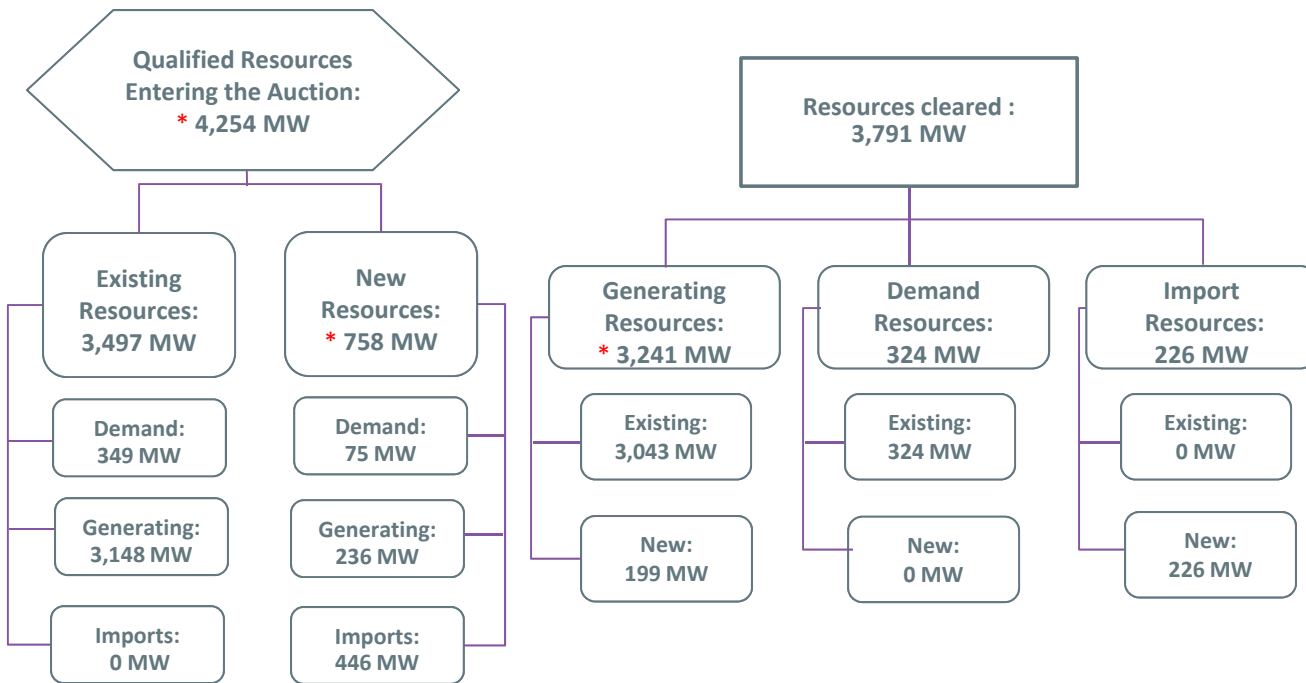 Qualified Resources
Entering the Auction:
* 4,254 MW
Existing
Resources:
3,497 MW
Demand:
349 MW
Generating:
3,148 MW
Imports:
0 MW
New
Resources:
* 758 MW
Demand:
75 MW
Generating:
236 MW
Imports:
446 MW
Resources cleared :
3,791 MW
Generating
Resources:
* 3,241 MW
Existing:
3,043 MW
New:
199 MW
Demand
Resources:
324 MW
Existing:
324 MW
New:
0 MW
Import
Resources:
226 MW
Existing:
0 MW
New:
226 MW